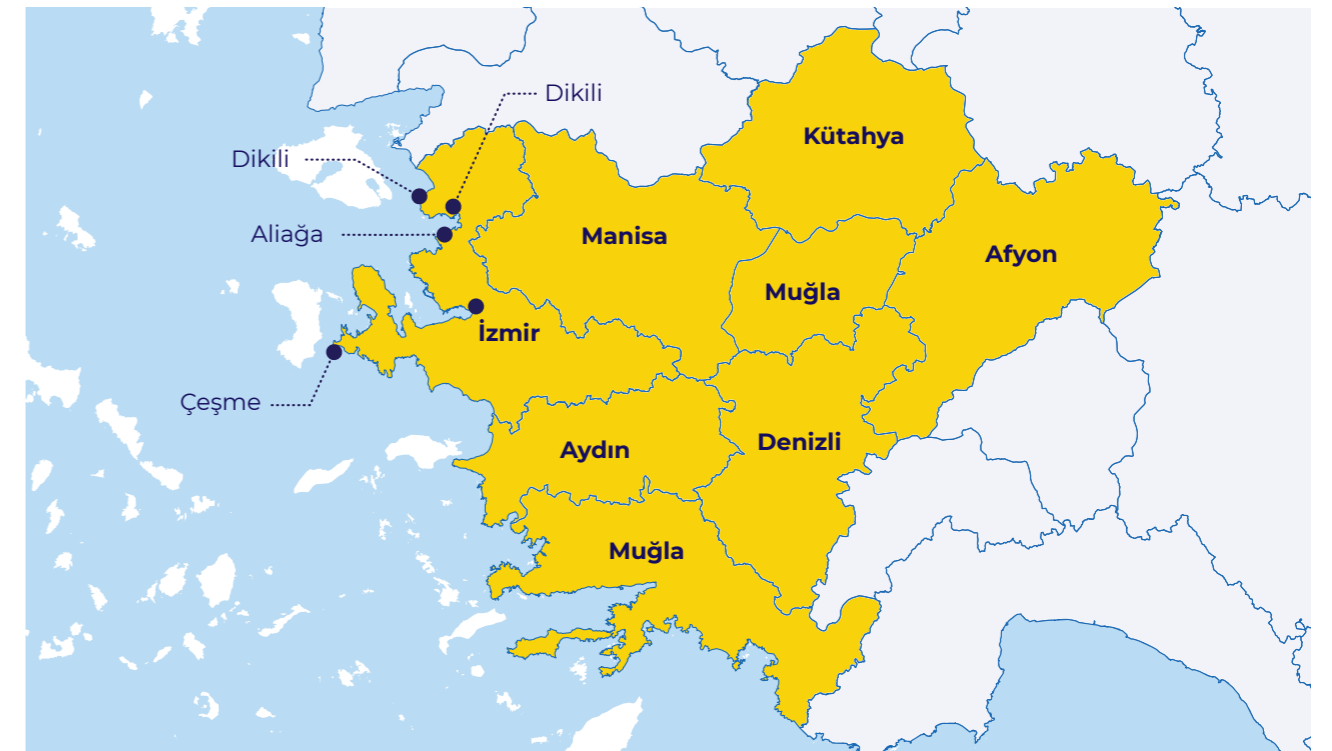 Dikili
Kütahya
Dikili
Aliağa
Manisa
Afyon
Muğla
İzmir
Çeşme
Aydın
Denizli
Muğla